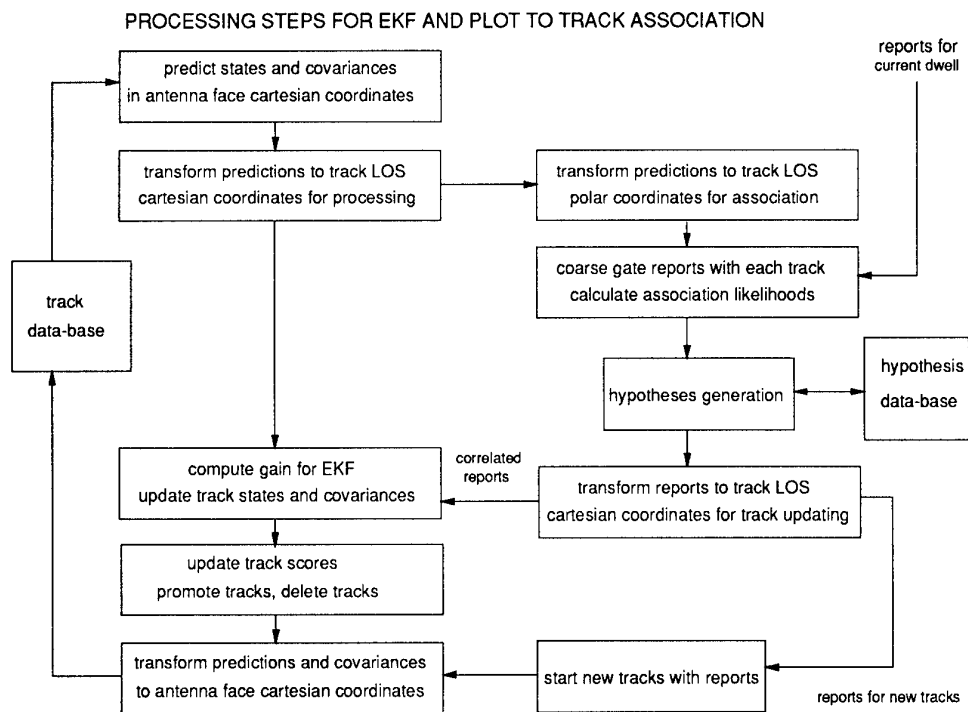 PROCESSING STEPS FOR EKF AND PLOT TO TRACK ASSOCIATION
reports for
current dwell
predict states and covariances
in antenna face cartesian coordinates
transform predictions to track LOS
cartesian coordinates for processing
transform predictions to track LOS
polar coordinates for association
coarse gate reports with each track
calculate association likelihoods
track
data-base
hypotheses generation
hypothesis
data-base
compute gain for EKF
update track states and covariances
correlated
reports
transform reports to track LOS
cartesian coordinates for track updating
update track scores
promote tracks, delete tracks
transform predictions and covariances
to antenna face cartesian coordinates
start new tracks with reports
reports for new tracks